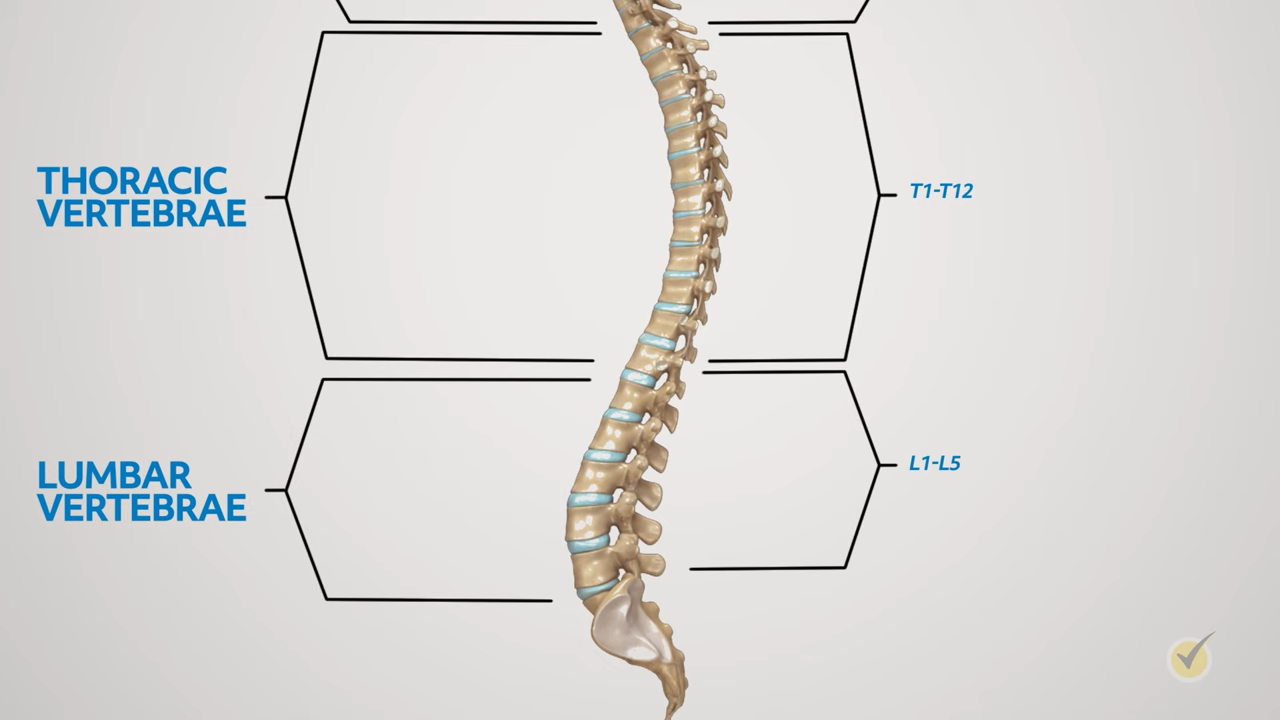 THORACIC
VERTEBRAE
T1-T12
LUMBAR
VERTEBRAE
L1-L5